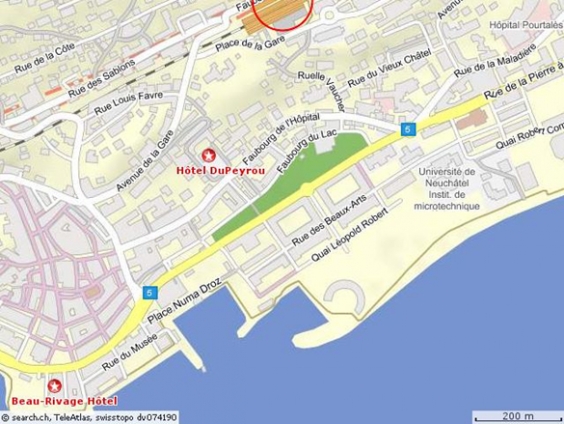 Faub
Hôpital Pourtalès
Place de la Gare
Rue de la Côte
Rue des Sablons
Ruelle Vaucher
Rue du Vieux Châtel
Rue de la Maladière
Rue de la Pierre à
Rue Louis Favre
Avenue de la Gare
Faubourg de l'Hôpital
Faubourg du Lac
5
Quai Robert Com
Hôtel DuPeyrou
Université de
Neuchâtel
Instit. de
microtechnique
Rue des Beaux-Arts
Quai Léopold Robert
5
Place Numa Droz
Rue du Musée
Beau-Rivage Hôtel
© search.ch, TeleAtlas, swisstopo dv074190
200 m